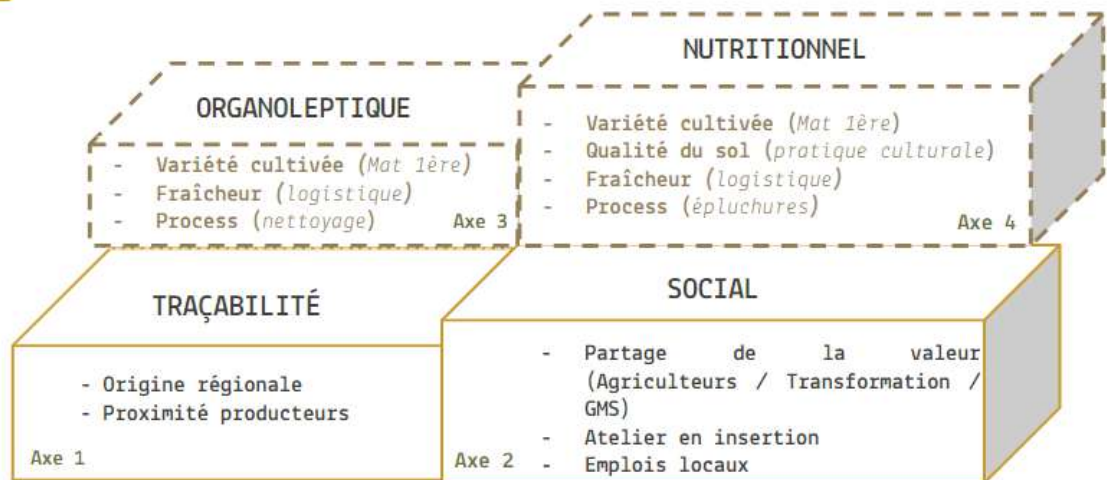 NUTRITIONNEL
- Variété cultivée (Mat 1ère)
- Qualité du sol (pratique culturale)
- Fraîcheur (logistique)
- Process (épluchures)
Axe 4
ORGANOLEPTIQUE
- Variété cultivée (Mat 1ère)
- Fraîcheur (logistique)
- Process (nettoyage)
Axe 3
TRAÇABILITÉ
- Origine régionale
- Proximité producteurs
Axe 1
SOCIAL
- Partage de la valeur
(Agriculteurs / Transformation /
GMS)
- Atelier en insertion
- Emplois locaux
Axe 2